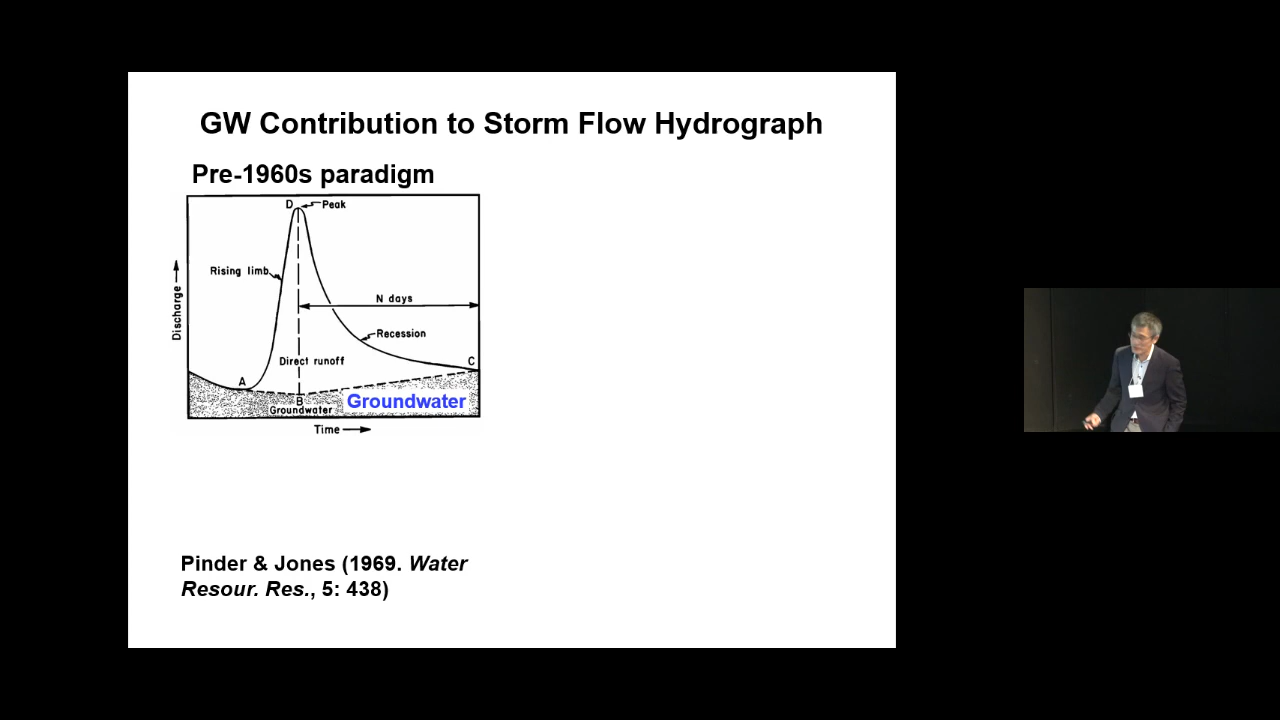 GW Contribution to Storm Flow Hydrograph
Pre-1960s paradigm
D
Peak
Rising limb
N days
Discharge
Recession
Direct runoff
A
C
B
Groundwater
Groundwater
Time
Pinder & Jones (1969. Water
Resour. Res., 5: 438)